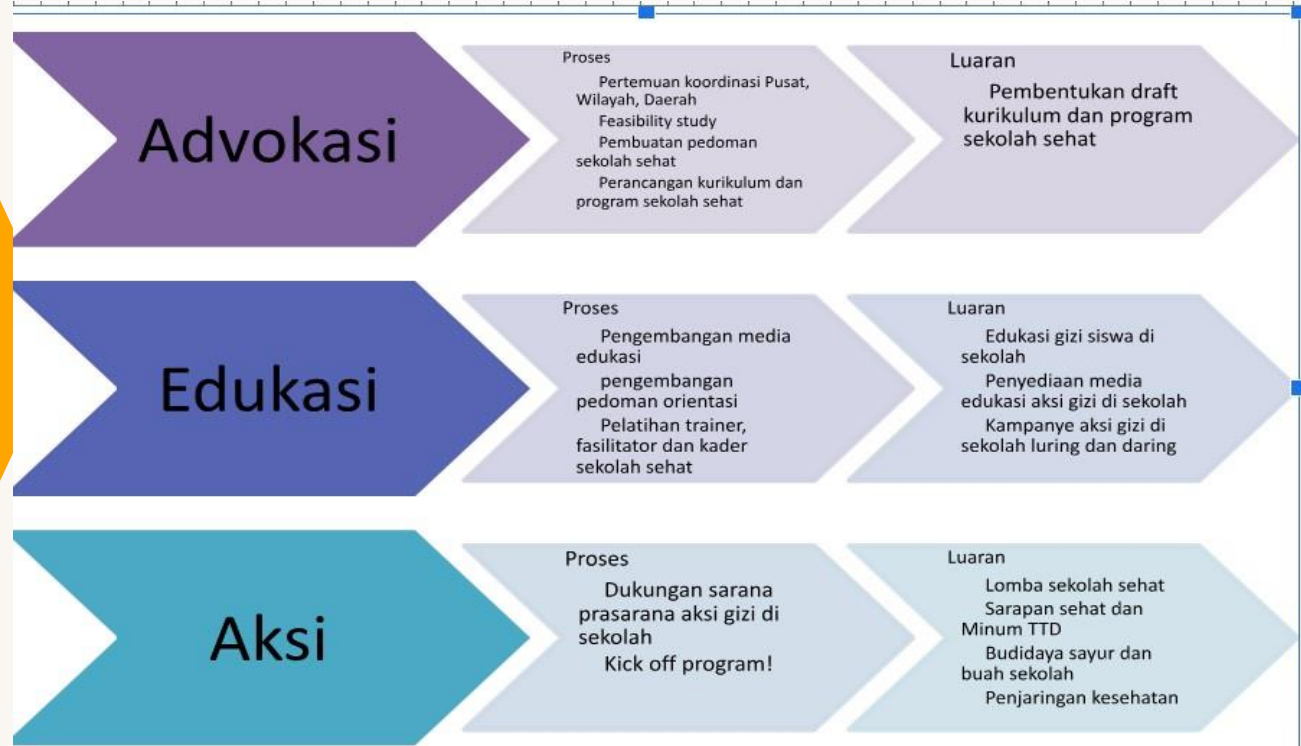 Advokasi
Proses
Pertemuan koordinasi Pusat,
Wilayah, Daerah
Feasibility study
Pembuatan pedoman
sekolah sehat
Perancangan kurikulum dan
program sekolah sehat
Luaran
Pembentukan draft
kurikulum dan program
sekolah sehat
Edukasi
Proses
Pengembangan media
edukasi
pengembangan
pedoman orientasi
Pelatihan trainer,
fasilitator dan kader
sekolah sehat
Luaran
Edukasi gizi siswa di
sekolah
Penyediaan media
edukasi aksi gizi di sekolah
Kampanye aksi gizi di
sekolah luring dan daring
Aksi
Proses
Dukungan sarana
prasarana aksi gizi di
sekolah
Kick off program!
Luaran
Lomba sekolah sehat
Sarapan sehat dan
Minum TTD
Budidaya sayur dan
buah sekolah
Penjaringan kesehatan